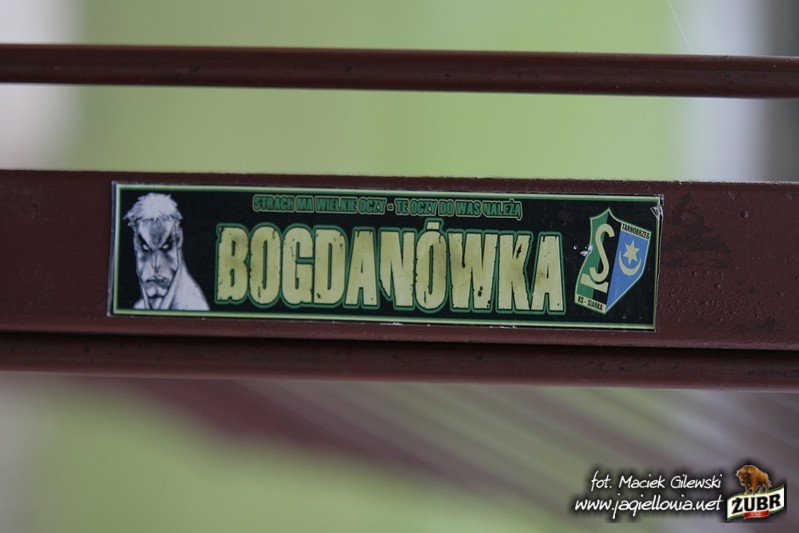 STRACH MA WIELKIE OCZY - TE OCZY DO WAS NALEŻĄ
BOGDANÓWKA
TARNOBRZEG
S
KS - SIARKA
fot. Maciek Gilewski
www.jagiellonia.net
ŻUBR